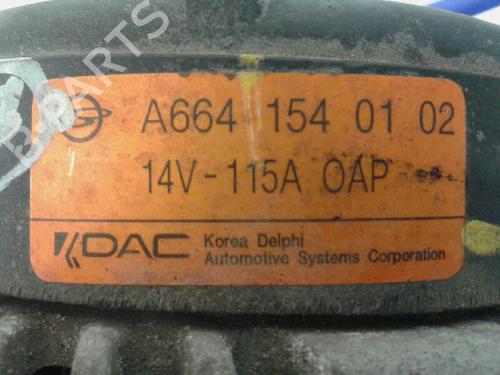 B-PARTS
A664 154 01 02
14V-115A OAP
KDAC Korea Delphi
Automotive Systems Corporation